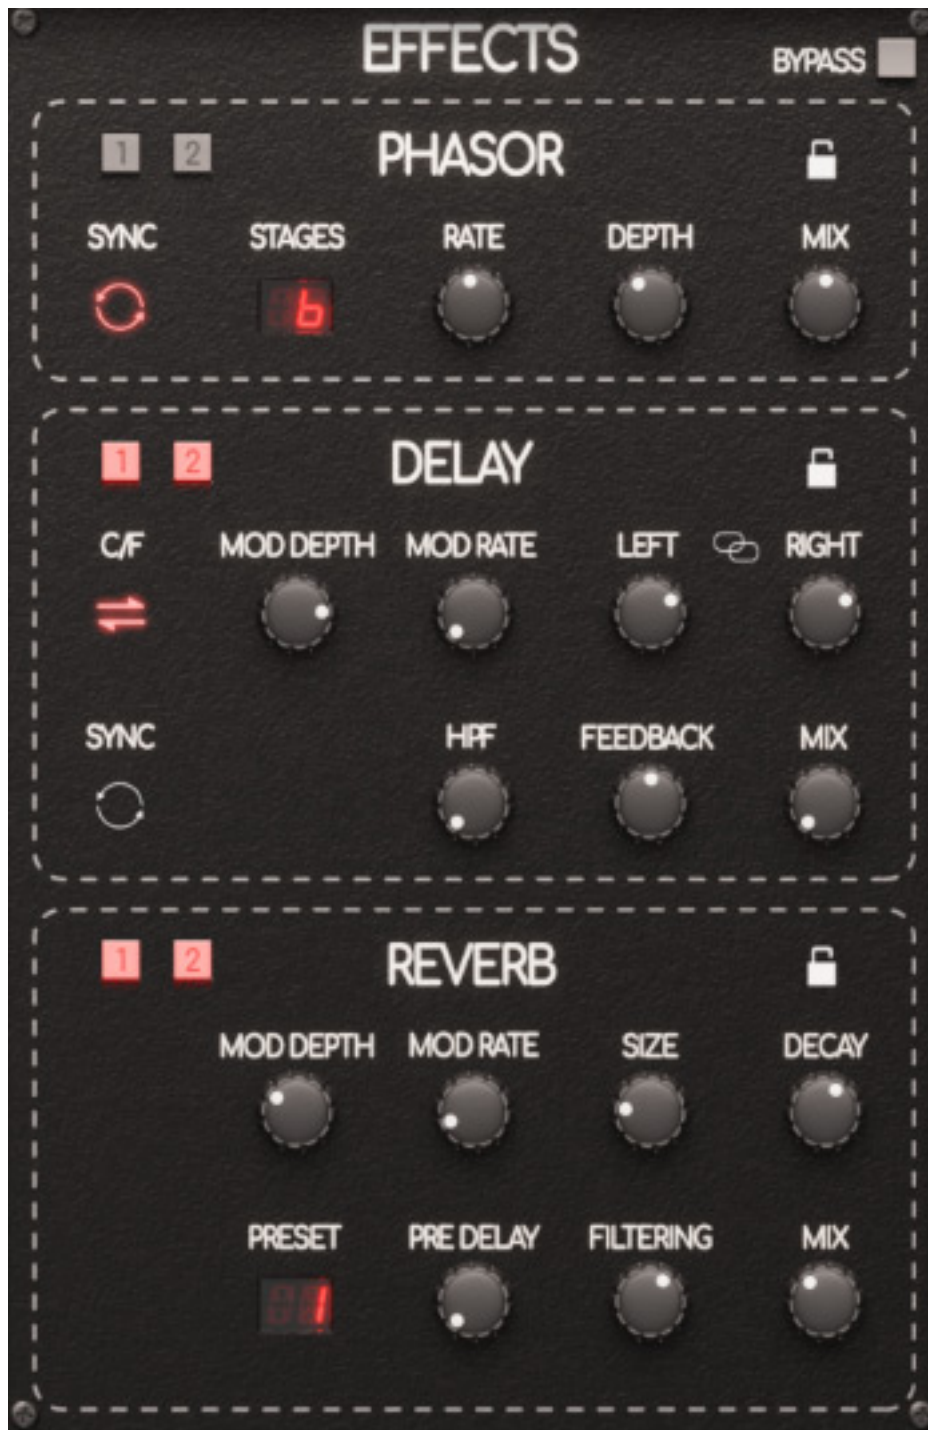 EFFECTS
BYPASS
1 2 PHASOR
SYNC STAGES RATE DEPTH MIX
6
1 2 DELAY
C/F MOD DEPTH MOD RATE LEFT RIGHT
SYNC HPF FEEDBACK MIX
1 2 REVERB
MOD DEPTH MOD RATE SIZE DECAY
PRESET PRE DELAY FILTERING MIX
1